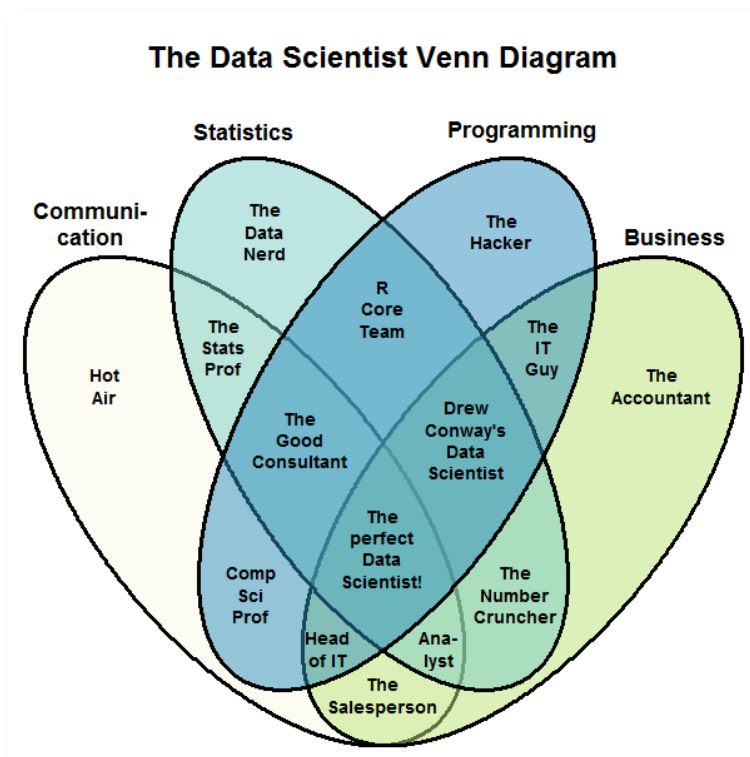 The Data Scientist Venn Diagram
Statistics
Programming
Communi-
cation
Business
The
Data
Nerd
The
Hacker
R
Core
Team
The
Stats
Prof
The
IT
Guy
Hot
Air
The
Accountant
The
Good
Consultant
Drew
Conway's
Data
Scientist
The
perfect
Data
Scientist!
Comp
Sci
Prof
The
Number
Cruncher
Head
of IT
Ana-
lyst
The
Salesperson